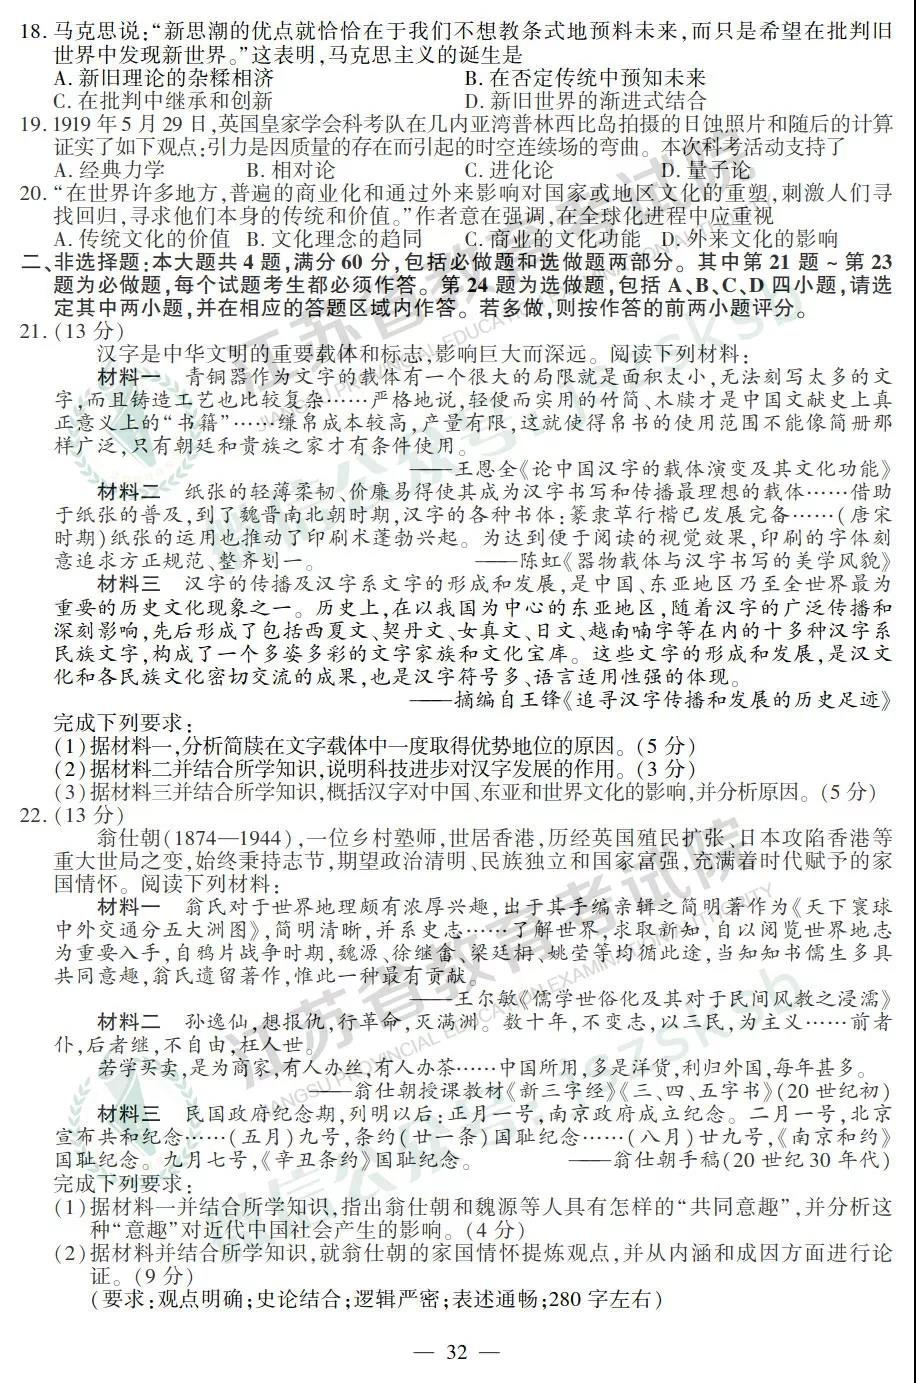 18. 马克思说:“新思潮的优点就恰恰在于我们不想教条式地预料未来,而只是希望在批判旧
世界中发现新世界。”这表明,马克思主义的诞生是
A. 新旧理论的杂糅相济 B. 在否定传统中预知未来
C. 在批判中继承和创新 D. 新旧世界的渐进式结合
19. 1919年5月29日,英国皇家学会科考队在几内亚湾普林西比岛拍摄的日蚀照片和随后的计算
证实了如下观点:引力是因质量的存在而引起的时空连续场的弯曲。本次科考活动支持了
A. 经典力学 B. 相对论 C. 进化论 D. 量子论
20. “在世界许多地方,普遍的商业化和通过外来影响对国家或地区文化的重塑,刺激人们寻
找回归,寻求他们本身的传统和价值。”作者意在强调,在全球化进程中应重视
A. 传统文化的价值 B. 文化理念的趋同 C. 商业的文化功能 D. 外来文化的影响
二、非选择题:本大题共4题,满分60分,包括必做题和选做题两部分。其中第21题~第23
题为必做题,每个试题考生都必须作答。第24题为选做题,包括A、B、C、D四小题,请选
定其中两小题,并在相应的答题区域内作答。若多做,则按作答的前两小题评分。
21. (13分)
汉字是中华文明的重要载体和标志,影响巨大而深远。阅读下列材料:
材料一 青铜器作为文字的载体有一个很大的局限就是面积太小,无法刻写太多的文
字,而且铸造工艺也比较复杂……严格地说,轻便而实用的竹简、木牍才是中国文献史上真
正意义上的“书籍”……缣帛成本较高,产量有限,这就使得帛书的使用范围不能像简册那
样广泛,只有朝廷和贵族之家才有条件使用。
——王恩全《论中国汉字的载体演变及其文化功能》
材料二 纸张的轻薄柔韧、价廉易得使其成为汉字书写和传播最理想的载体……借助
于纸张的普及,到了魏晋南北朝时期,汉字的各种书体:篆隶草行楷已发展完备……(唐宋
时期)纸张的运用也推动了印刷术蓬勃兴起。为达到便于阅读的视觉效果,印刷的字体刻
意追求方正规范、整齐划一。 ——陈虹《器物载体与汉字书写的美学风貌》
材料三 汉字的传播及汉字系文字的形成和发展,是中国、东亚地区乃至全世界最为
重要的历史文化现象之一。历史上,在以我国为中心的东亚地区,随着汉字的广泛传播和
深刻影响,先后形成了包括西夏文、契丹文、女真文、日文、越南喃字等在内的十多种汉字系
民族文字,构成了一个多姿多彩的文字家族和文化宝库。这些文字的形成和发展,是汉文
化和各民族文化密切交流的成果,也是汉字符号多、语言适用性强的体现。
——摘编自王锋《追寻汉字传播和发展的历史足迹》
完成下列要求:
(1)据材料一,分析简牍在文字载体中一度取得优势地位的原因。(5分)
(2)据材料二并结合所学知识,说明科技进步对汉字发展的作用。(3分)
(3)据材料三并结合所学知识,概括汉字对中国、东亚和世界文化的影响,并分析原因。(5分)
22. (13分)
翁仕朝(1874—1944),一位乡村塾师,世居香港,历经英国殖民扩张、日本攻陷香港等
重大世局之变,始终秉持志节,期望政治清明、民族独立和国家富强,充满着时代赋予的家
国情怀。阅读下列材料:
材料一 翁氏对于世界地理颇有浓厚兴趣,出于其手编亲辑之简明著作为《天下寰球
中外交通分五大洲图》,简明清晰,并系史志……了解世界,求取新知,自以阅览世界地志
为重要入手,自鸦片战争时期,魏源、徐继畬、梁廷枏、姚莹等均循此途,当知知书儒生多具
共同意趣,翁氏遗留著作,惟此一种最有贡献。
——王尔敏《儒学世俗化及其对于民间风教之浸濡》
材料二 孙逸仙,想报仇,行革命,灭满洲。数十年,不变志,以三民,为主义……前者
仆,后者继,不自由,枉人世。
若学买卖,是为商家,有人办丝,有人办茶……中国所用,多是洋货,利归外国,每年甚多。
——翁仕朝授课教材《新三字经》《三、四、五字书》(20世纪初)
材料三 民国政府纪念期,列明以后:正月一号,南京政府成立纪念。二月一号,北京
宣布共和纪念……(五月)九号,条约(廿一条)国耻纪念……(八月)廿九号,《南京和约》
国耻纪念。九月七号,《辛丑条约》国耻纪念。 ——翁仕朝手稿(20世纪30年代)
完成下列要求:
(1)据材料一并结合所学知识,指出翁仕朝和魏源等人具有怎样的“共同意趣”,并分析这
种“意趣”对近代中国社会产生的影响。(4分)
(2)据材料并结合所学知识,就翁仕朝的家国情怀提炼观点,并从内涵和成因方面进行论
证。(9分)
(要求:观点明确;史论结合;逻辑严密;表述通畅;280字左右)
— 32 —
江苏省教育考试院
JIANGSU PROVINCIAL EDUCATION EXAMINATION AUTHORITY
微信公众号:jszsksb
江苏省教育考试院
JIANGSU PROVINCIAL EDUCATION EXAMINATION AUTHORITY
微信公众号:jszsksb